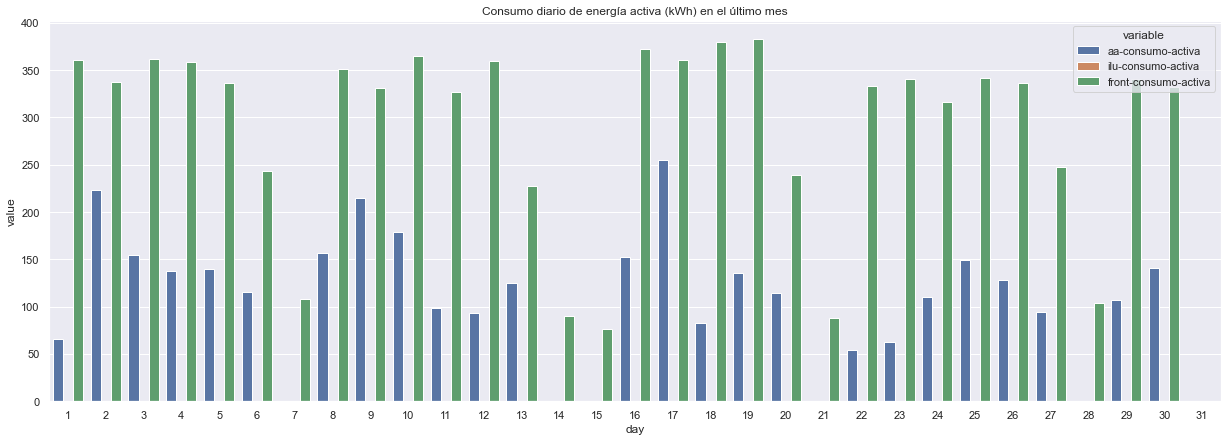 Consumo diario de energía activa (kWh) en el último mes
variable
aa-consumo-activa
ilu-consumo-activa
front-consumo-activa
400
350
300
250
200
150
100
50
0
value
1 2 3 4 5 6 7 8 9 10 11 12 13 14 15 16 17 18 19 20 21 22 23 24 25 26 27 28 29 30 31
day